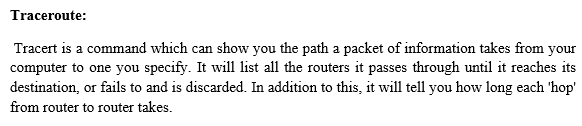 Traceroute:
Tracert is a command which can show you the path a packet of information takes from your
computer to one you specify. It will list all the routers it passes through until it reaches its
destination, or fails to and is discarded. In addition to this, it will tell you how long each 'hop'
from router to router takes.